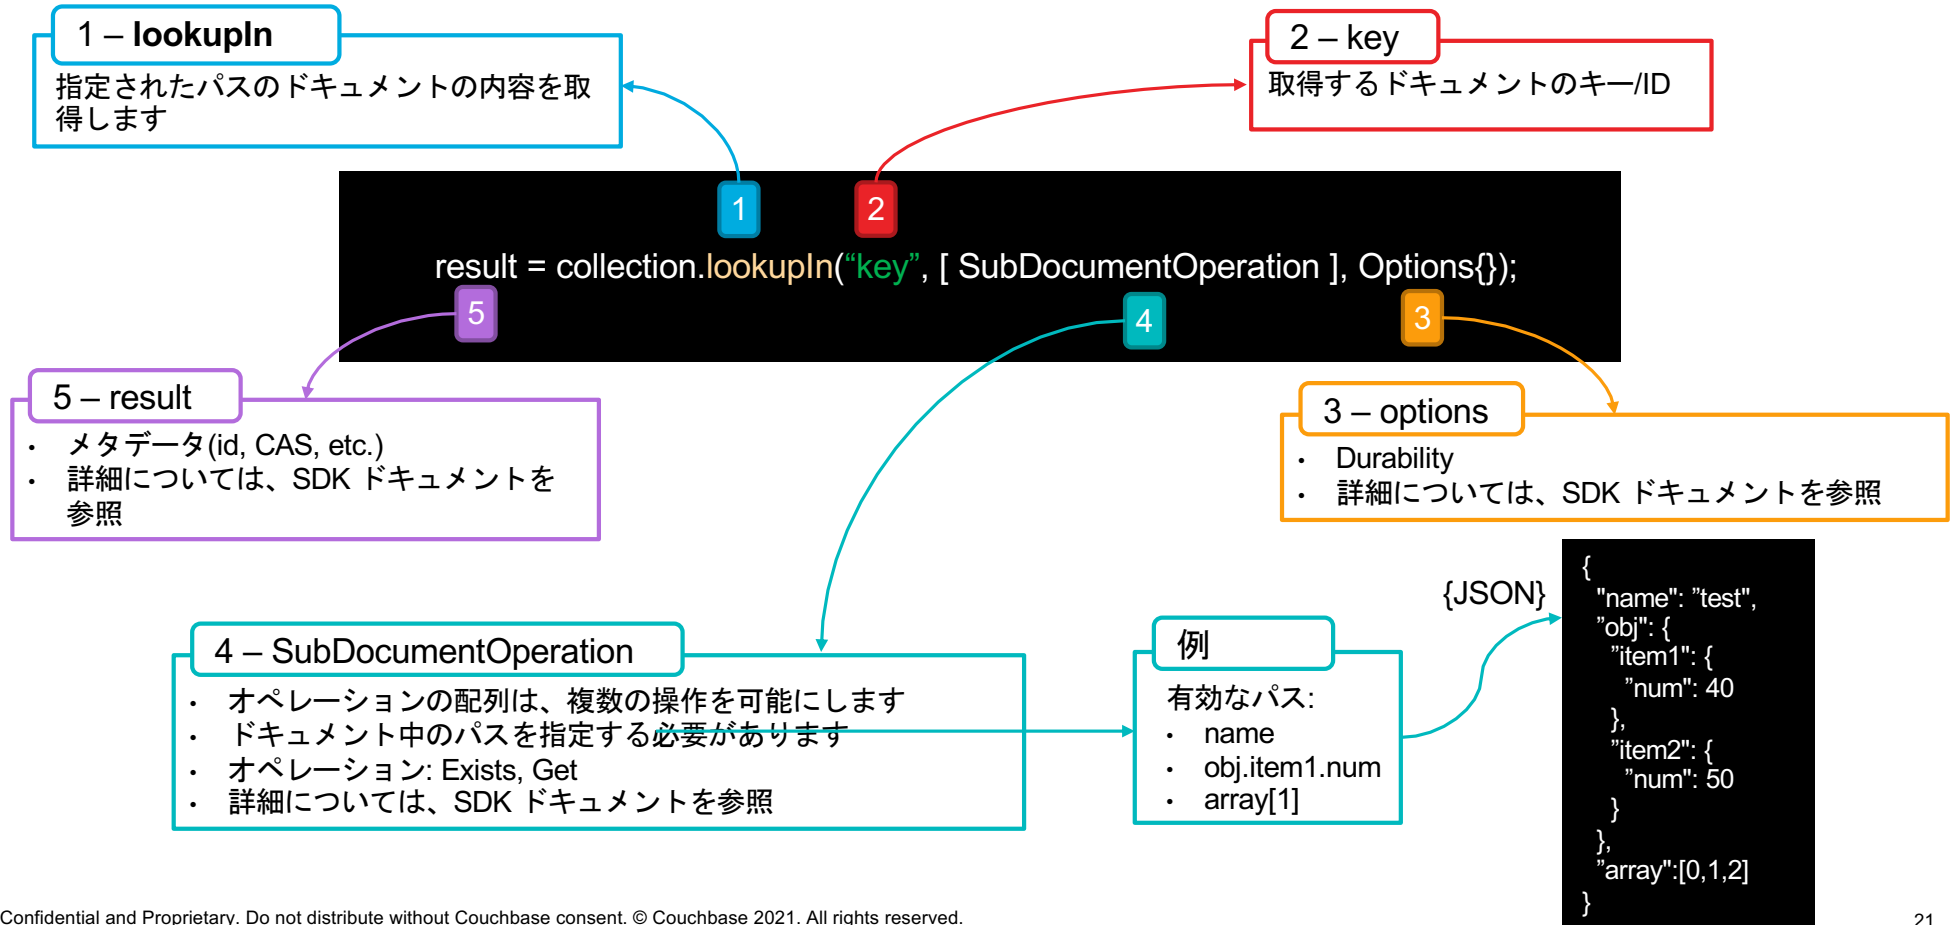 1 – lookupIn
指定されたパスのドキュメントの内容を取
得します
2 – key
取得するドキュメントのキー/ID
1
2
result = collection.lookupIn(“key”, [ SubDocumentOperation ], Options{});
5
4
3
5 – result
• メタデータ(id, CAS, etc.)
• 詳細については、SDK ドキュメントを
参照
3 – options
• Durability
• 詳細については、SDK ドキュメントを参照
4 – SubDocumentOperation
• オペレーションの配列は、複数の操作を可能にします
• ドキュメント中のパスを指定する必要があります
• オペレーション: Exists, Get
• 詳細については、SDK ドキュメントを参照
例
有効なパス:
• name
• obj.item1.num
• array[1]
{JSON}
{
"name": ”test",
”obj": {
”item1": {
”num": 40
},
”item2": {
”num": 50
}
},
”array":[0,1,2]
}
Confidential and Proprietary. Do not distribute without Couchbase consent. © Couchbase 2021. All rights reserved.
21